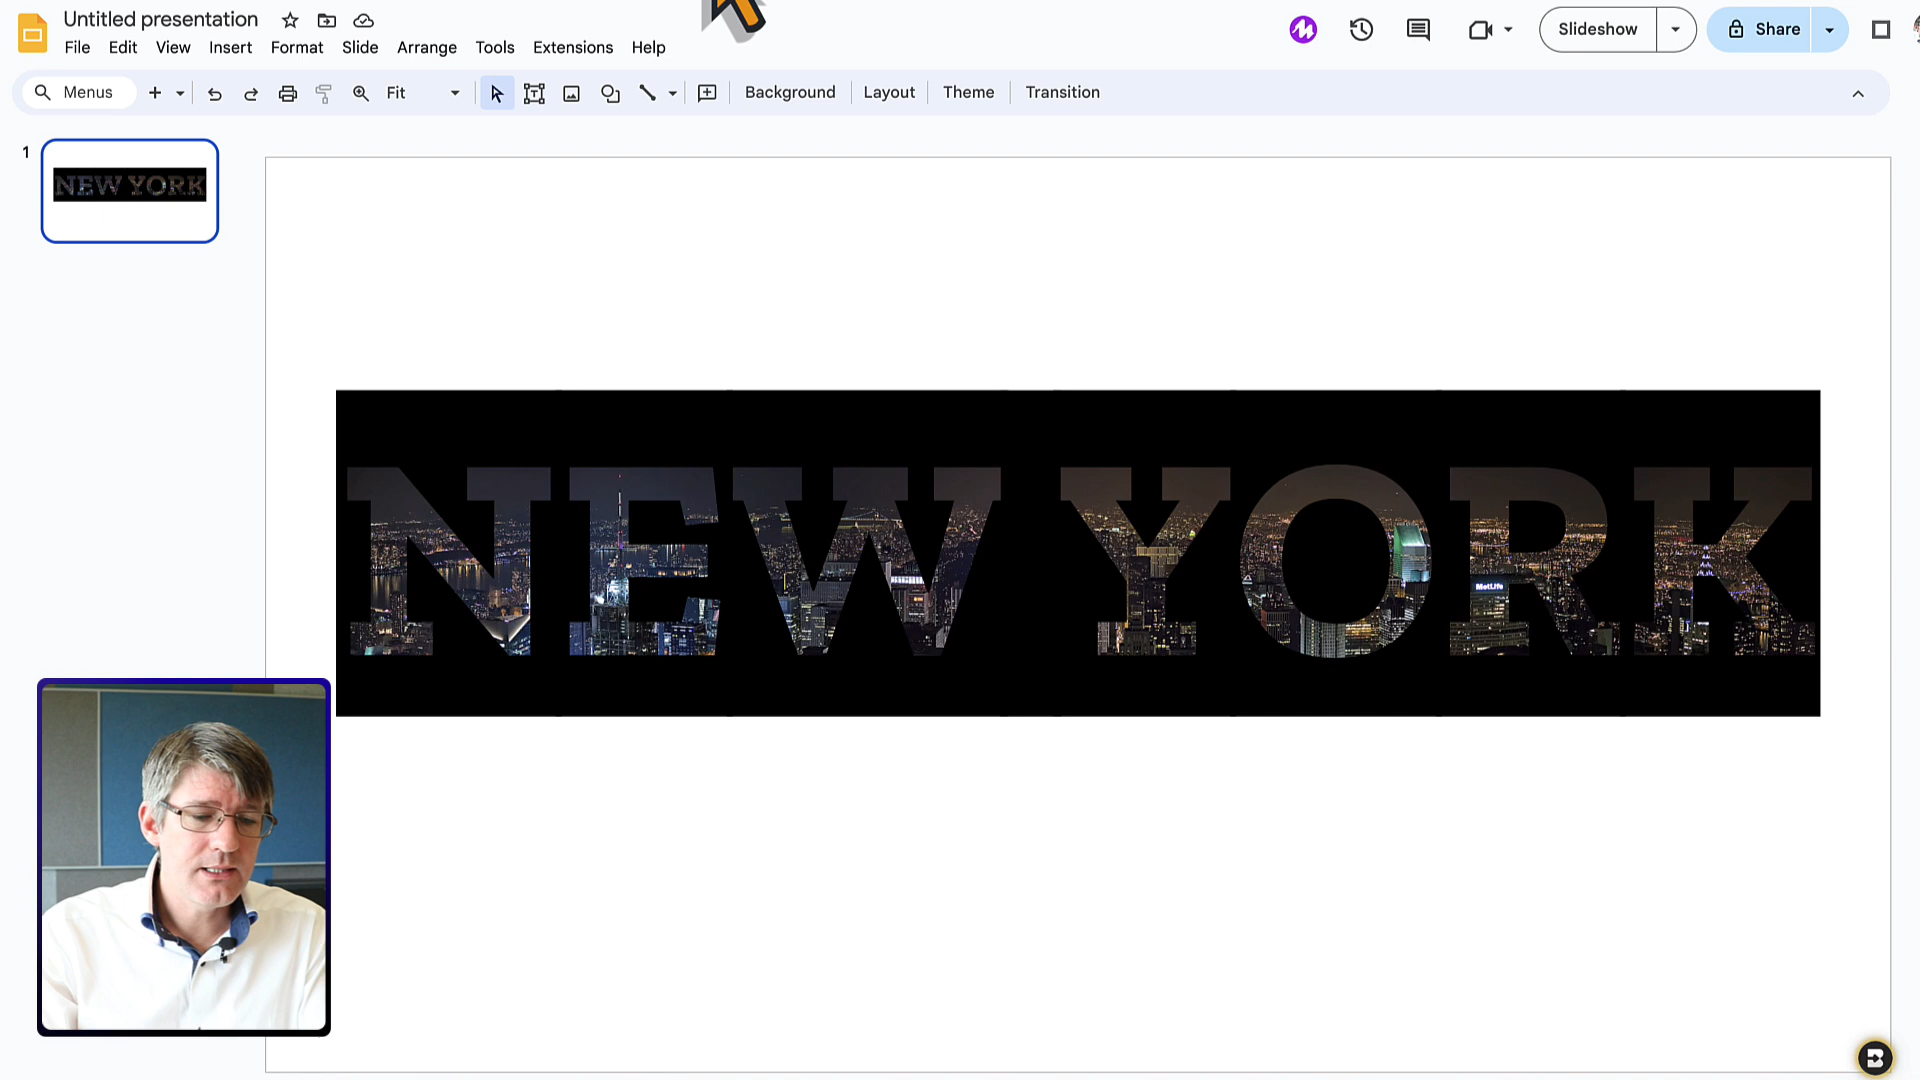 Untitled presentation
File Edit View Insert Format Slide Arrange Tools Extensions Help
Slideshow
Share
Menus
Fit
Background
Layout
Theme
Transition
1
NEW YORK
NEW YORK
MetLife